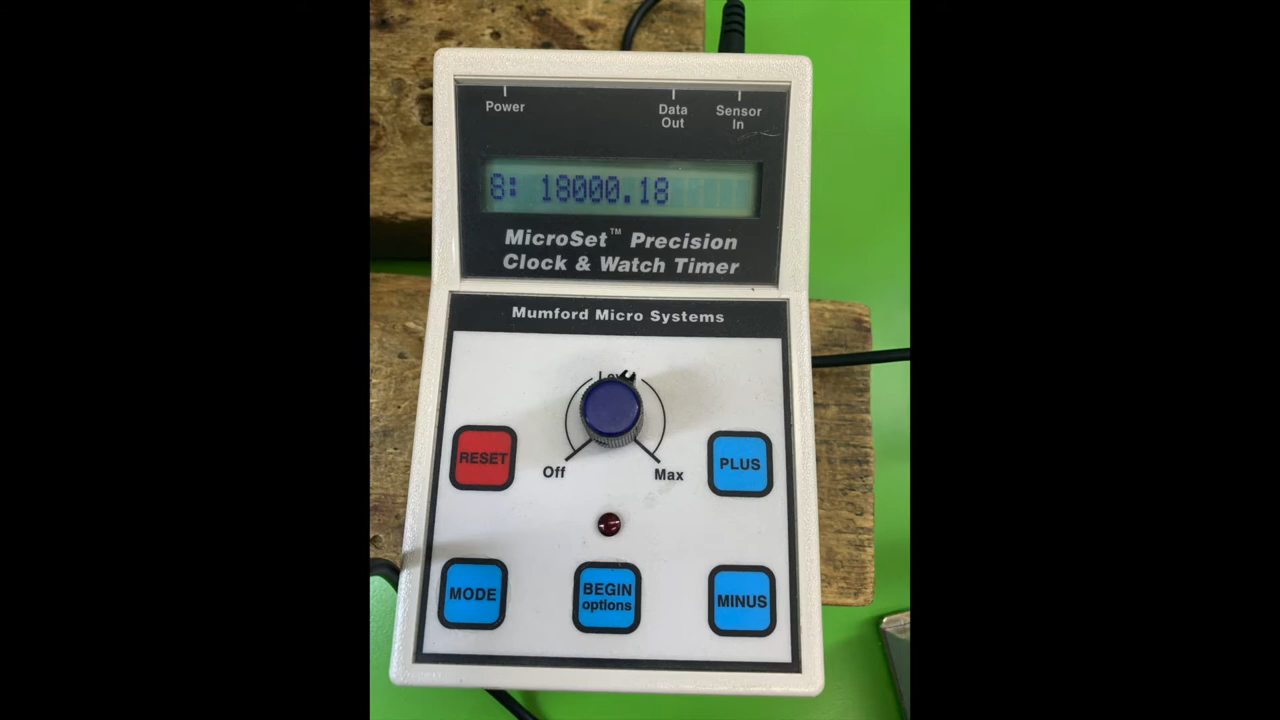 Power
Data
Out
Sensor
In
8: 18000.18
MicroSet™ Precision
Clock & Watch Timer
Mumford Micro Systems
Off
Max
RESET
PLUS
MODE
BEGIN
options
MINUS